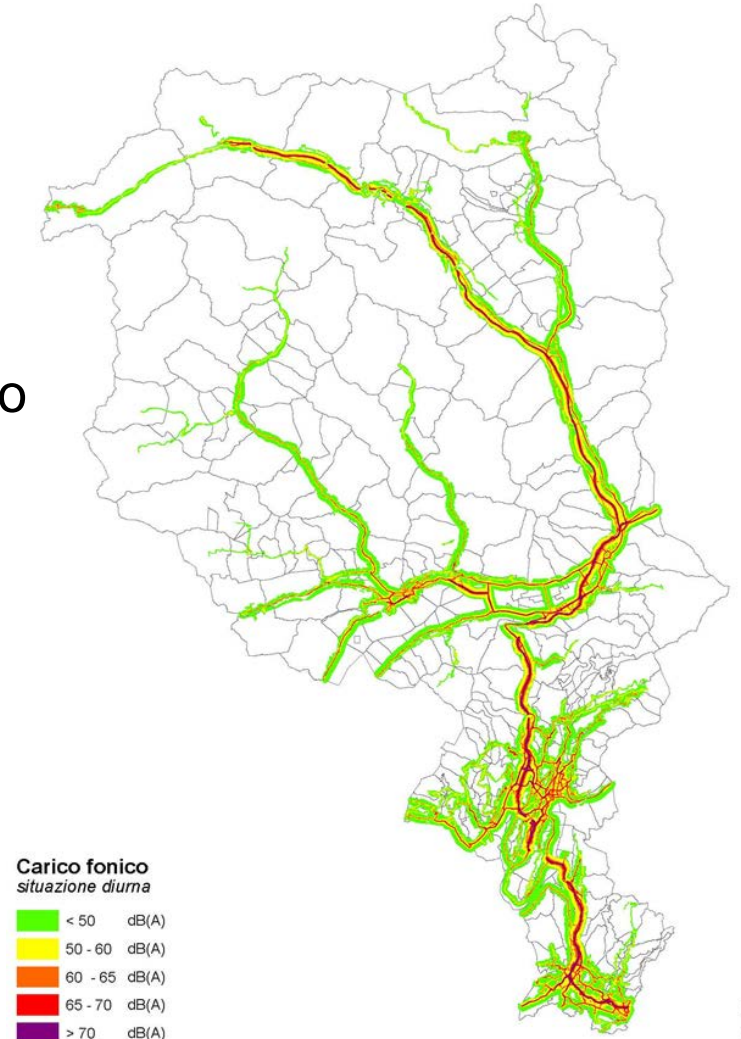 o
Carico fonico
situazione diurna
< 50 dB(A)
50 - 60 dB(A)
60 - 65 dB(A)
65 - 70 dB(A)
> 70 dB(A)